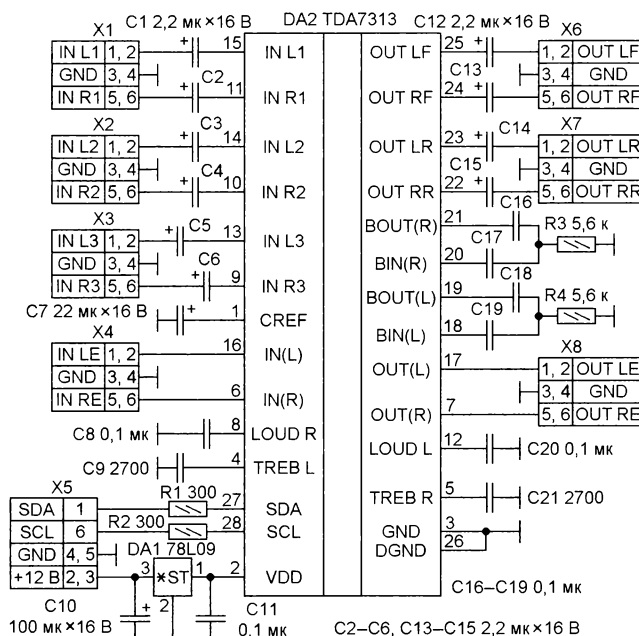 C1 2,2 мк×16 В DA2 TDA7313 C12 2,2 мк×16 В
X1 X6
IN L1 1, 2 + 15 IN L1 OUT LF 25 + 1, 2 OUT LF
GND 3, 4 C2 C13 3, 4 GND
IN R1 5, 6 + 11 IN R1 OUT RF 24 + 5, 6 OUT RF
X2 C3 C14 X7
IN L2 1, 2 + 14 IN L2 OUT LR 23 + 1, 2 OUT LR
GND 3, 4 C4 C15 3, 4 GND
IN R2 5, 6 + 10 IN R2 OUT RR 22 + 5, 6 OUT RR
X3 21 C16
IN L3 1, 2 + C5 13 IN L3 BOUT(R) C17 R3 5,6 к
GND 3, 4 C6 BIN(R) 20 C18
IN R3 5, 6 + 9 IN R3 BOUT(L) 19
C7 22 мк×16 В + 1 CREF C19 R4 5,6 к
X4 16 BIN(L) 18
IN LE 1, 2 IN(L) OUT(L) 17 X8
GND 3, 4 1, 2 OUT LE
IN RE 5, 6 6 IN(R) 3, 4 GND
OUT(R) 7 5, 6 OUT RE
C8 0,1 мк 8 LOUD R LOUD L 12 C20 0,1 мк
C9 2700 4 TREB L
X5 R1 300 TREB R 5 C21 2700
SDA 1 27 SDA
SCL 6 R2 300 28 SCL GND 3
GND 4, 5 DA1 78L09 DGND 26
+12 В 2, 3 3 *ST 1 2 VDD
2 C16–C19 0,1 мк
C10 + C11
100 мк×16 В 0,1 мк C2–C6, C13–C15 2,2 мк×16 В